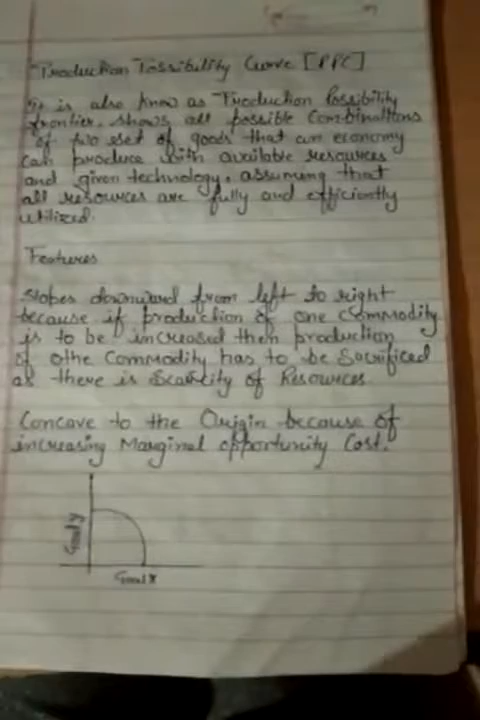 Production Possibility Curve [PPC]
It is also know as Production Possibility
frontier. shows all possible Combinations
of two set of goods that an economy
can produce with available resources
and given technology, assuming that
all resources are fully and efficiently
utilized.
Features
Slopes downward from left to right
because if production of one Commodity
is to be increased then production
of othe Commodity has to be Sacrificed
as there is Scarcity of Resources.
Concave to the Origin because of
increasing Marginal opportunity Cost.
Good y
Good x